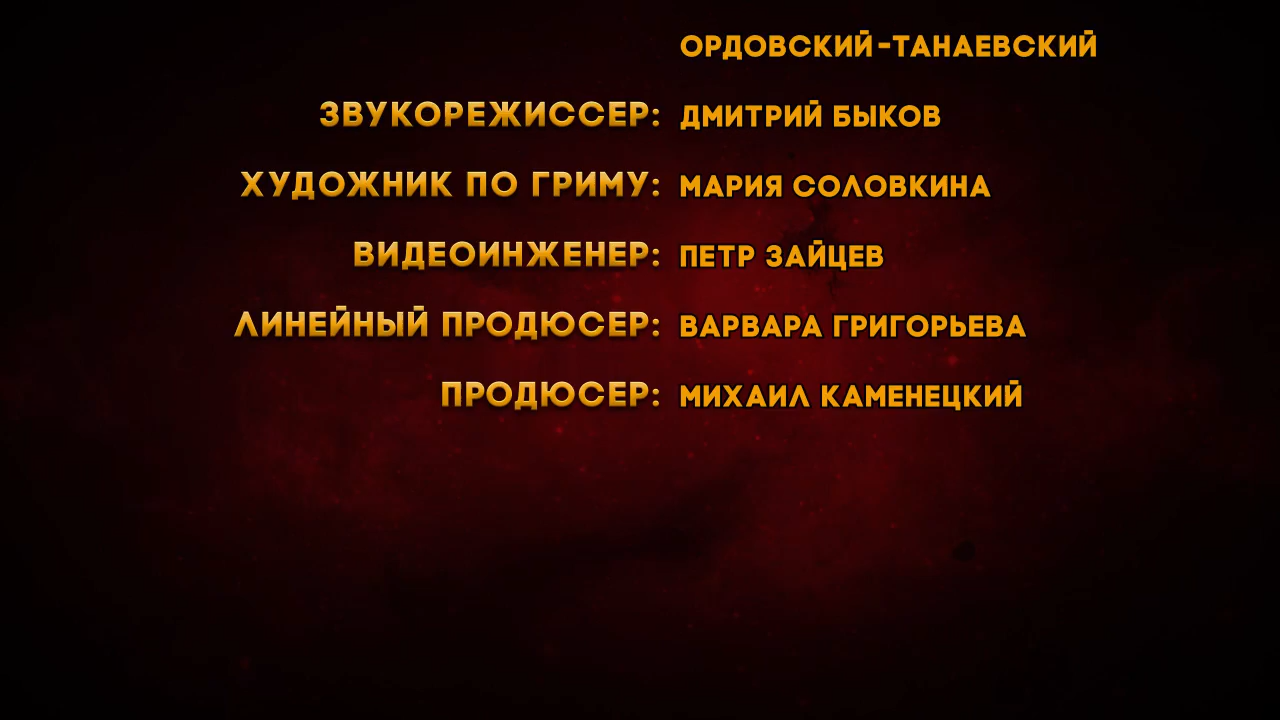 ОРДОВСКИЙ-ТАНАЕВСКИЙ
ЗВУКОРЕЖИССЕР: ДМИТРИЙ БЫКОВ
ХУДОЖНИК ПО ГРИМУ: МАРИЯ СОЛОВКИНА
ВИДЕОИНЖЕНЕР: ПЕТР ЗАЙЦЕВ
ЛИНЕЙНЫЙ ПРОДЮСЕР: ВАРВАРА ГРИГОРЬЕВА
ПРОДЮСЕР: МИХАИЛ КАМЕНЕЦКИЙ